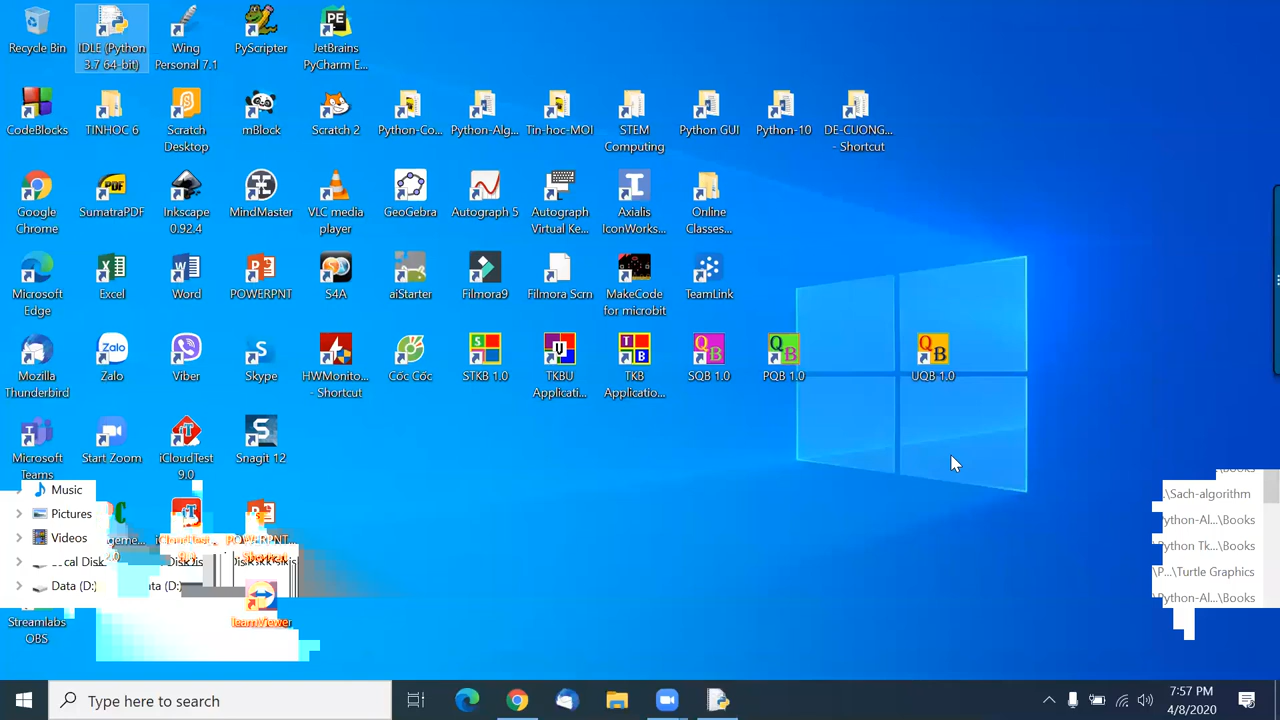 Recycle Bin
IDLE (Python 3.7 64-bit)
Wing Personal 7.1
PyScripter
JetBrains PyCharm E...
CodeBlocks
TINHOC 6
Scratch Desktop
mBlock
Scratch 2
Python-Co...
Python-Alg...
Tin-hoc-MOI
STEM Computing
Python GUI
Python-10
DE-CUONG... - Shortcut
Google Chrome
SumatraPDF
Inkscape 0.92.4
MindMaster
VLC media player
GeoGebra
Autograph 5
Autograph Virtual Ke...
Axialis IconWorks...
Online Classes...
Microsoft Edge
Excel
Word
POWERPNT
S4A
aiStarter
Filmora9
Filmora Scrn
MakeCode for microbit
TeamLink
Mozilla Thunderbird
Zalo
Viber
Skype
HWMonito... - Shortcut
Cốc Cốc
STKB 1.0
TKBU Applicati...
TKB Applicatio...
SQB 1.0
PQB 1.0
UQB 1.0
Microsoft Teams
Start Zoom
iCloudTest 9.0
Snagit 12
Music
Pictures
Videos
Local Disk
Data (D:)
POWERPNT...
TeamViewer
Streamlabs OBS
.\Sach-algorithm
Python-Al...\Books
Python Tk...\Books
\P...\Turtle Graphics
\Python-Al...\Books
Type here to search
7:57 PM
4/8/2020